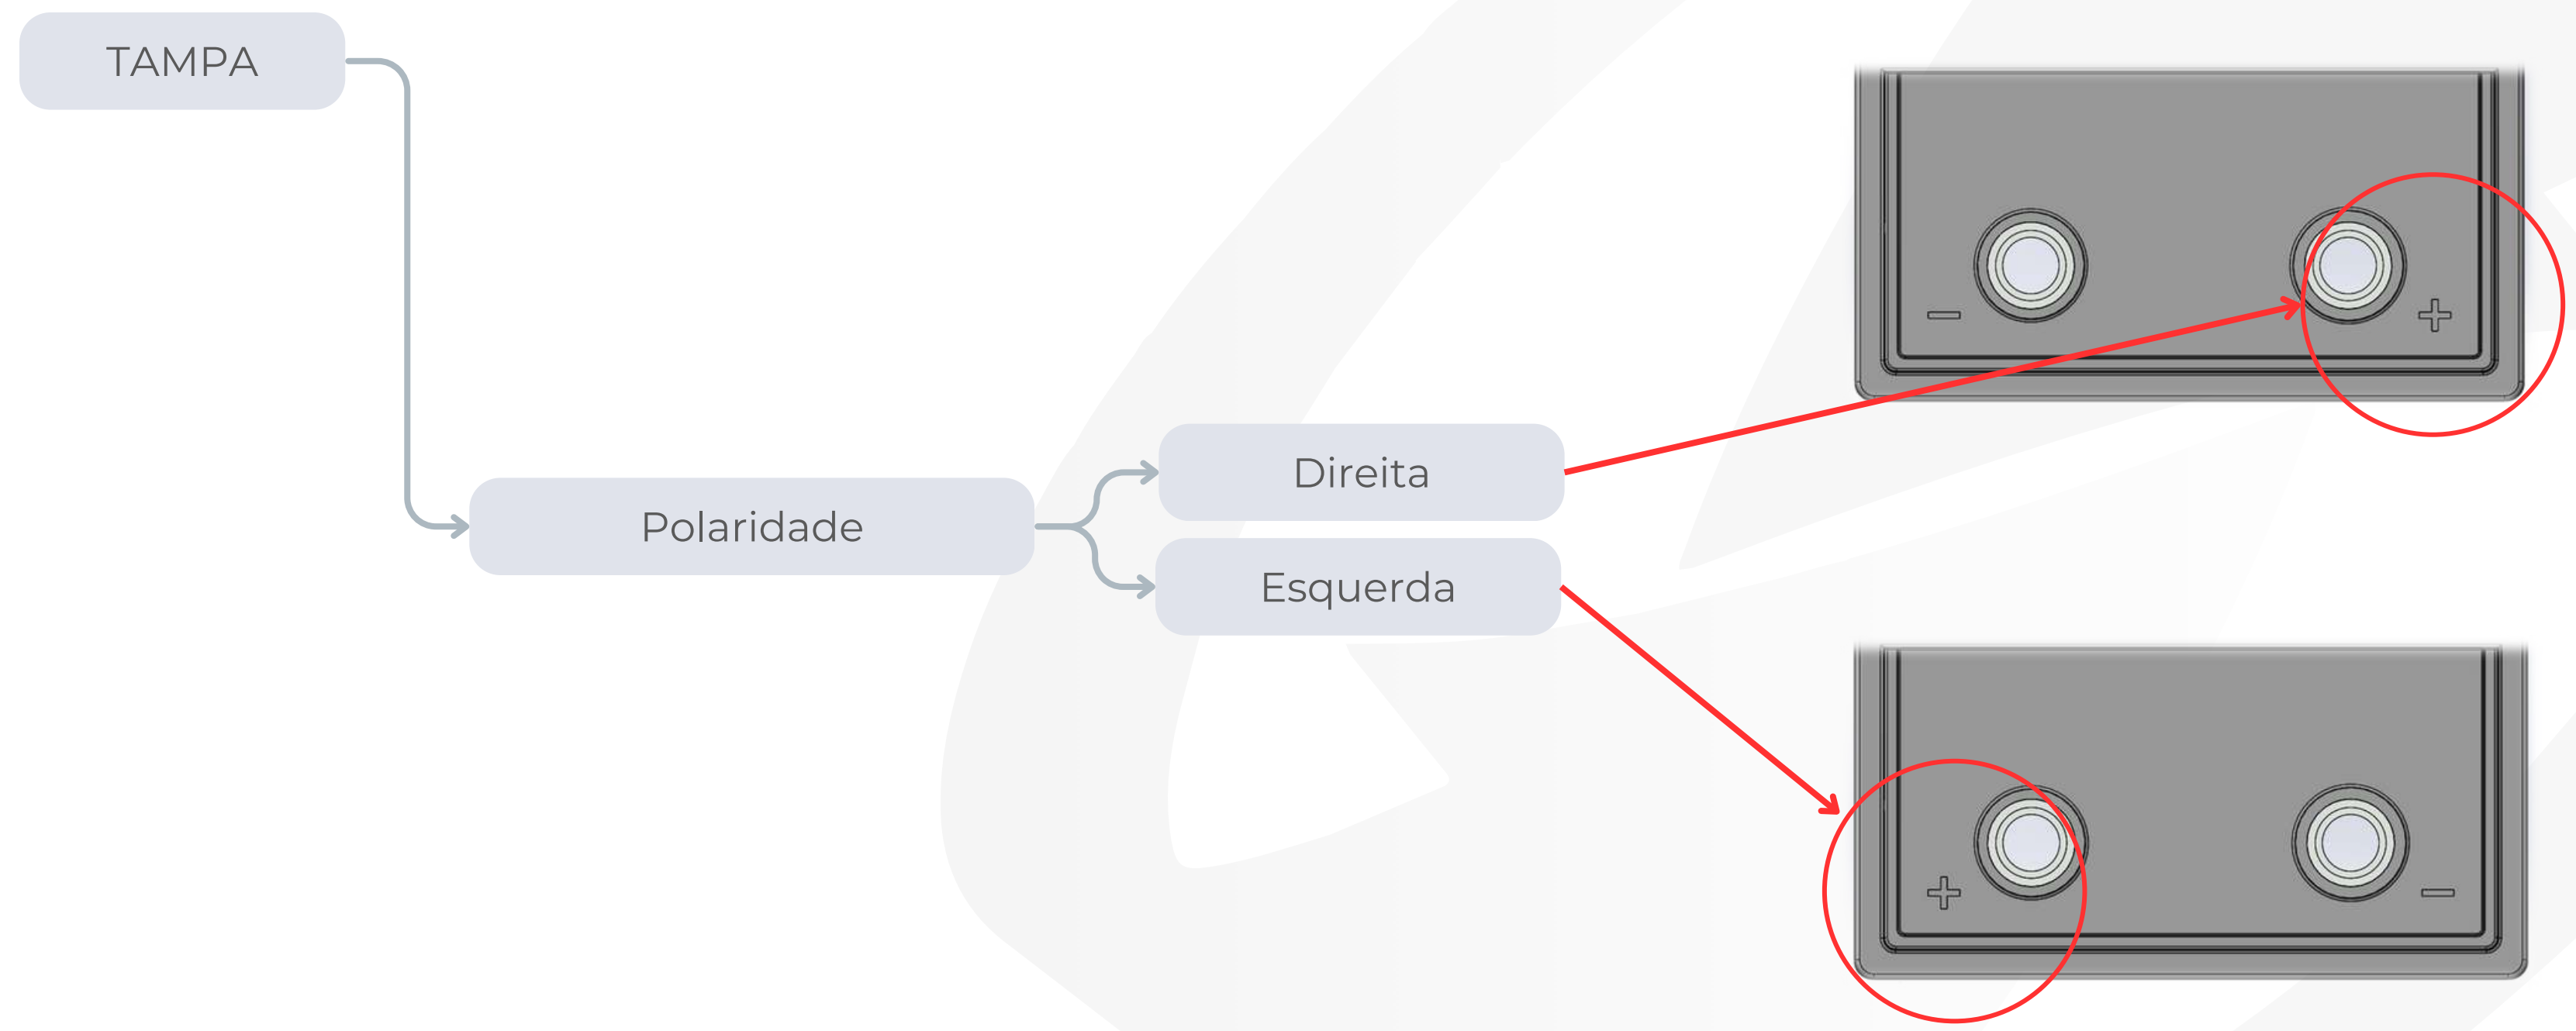 TAMPA
− +
Direita
Polaridade
Esquerda
+ −